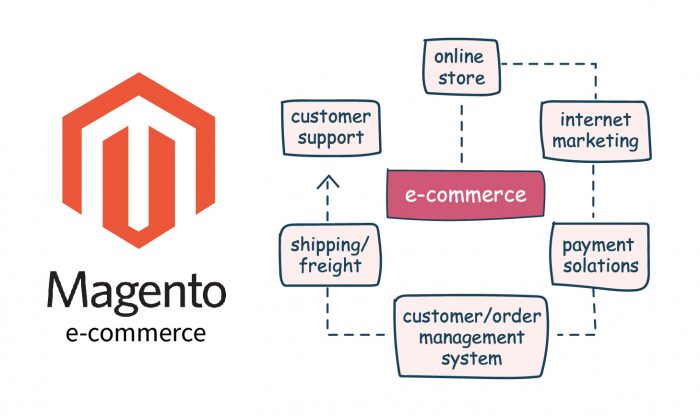 Magento
e-commerce
online
store
internet
marketing
customer
support
e-commerce
shipping/
freight
payment
solations
customer/order
management
system